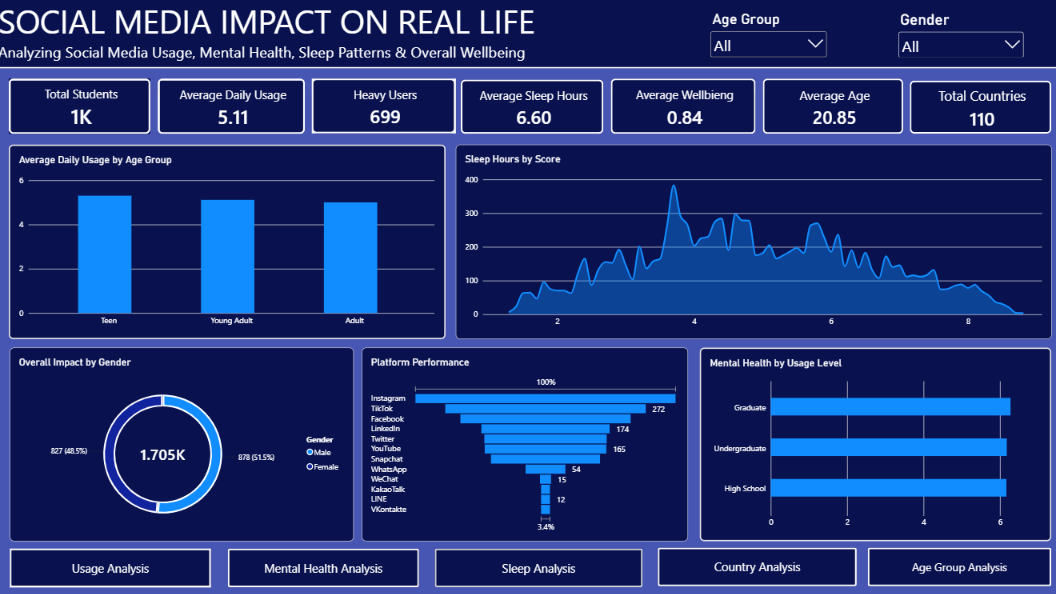 SOCIAL MEDIA IMPACT ON REAL LIFE
Analyzing Social Media Usage, Mental Health, Sleep Patterns & Overall Wellbeing
Age Group
All
Gender
All
Total Students
1K
Average Daily Usage
5.11
Heavy Users
699
Average Sleep Hours
6.60
Average Wellbieng
0.84
Average Age
20.85
Total Countries
110
Average Daily Usage by Age Group
6
4
2
0
Teen
Young Adult
Adult
Sleep Hours by Score
400
300
200
100
0
2
4
6
8
Overall Impact by Gender
827 (48.5%)
1.705K
878 (51.5%)
Gender
Male
Female
Platform Performance
100%
Instagram
TikTok
272
Facebook
LinkedIn
174
Twitter
YouTube
165
Snapchat
WhatsApp
54
WeChat
15
KakaoTalk
LINE
12
VKontakte
3.4%
Mental Health by Usage Level
Graduate
Undergraduate
High School
0
2
4
6
Usage Analysis
Mental Health Analysis
Sleep Analysis
Country Analysis
Age Group Analysis